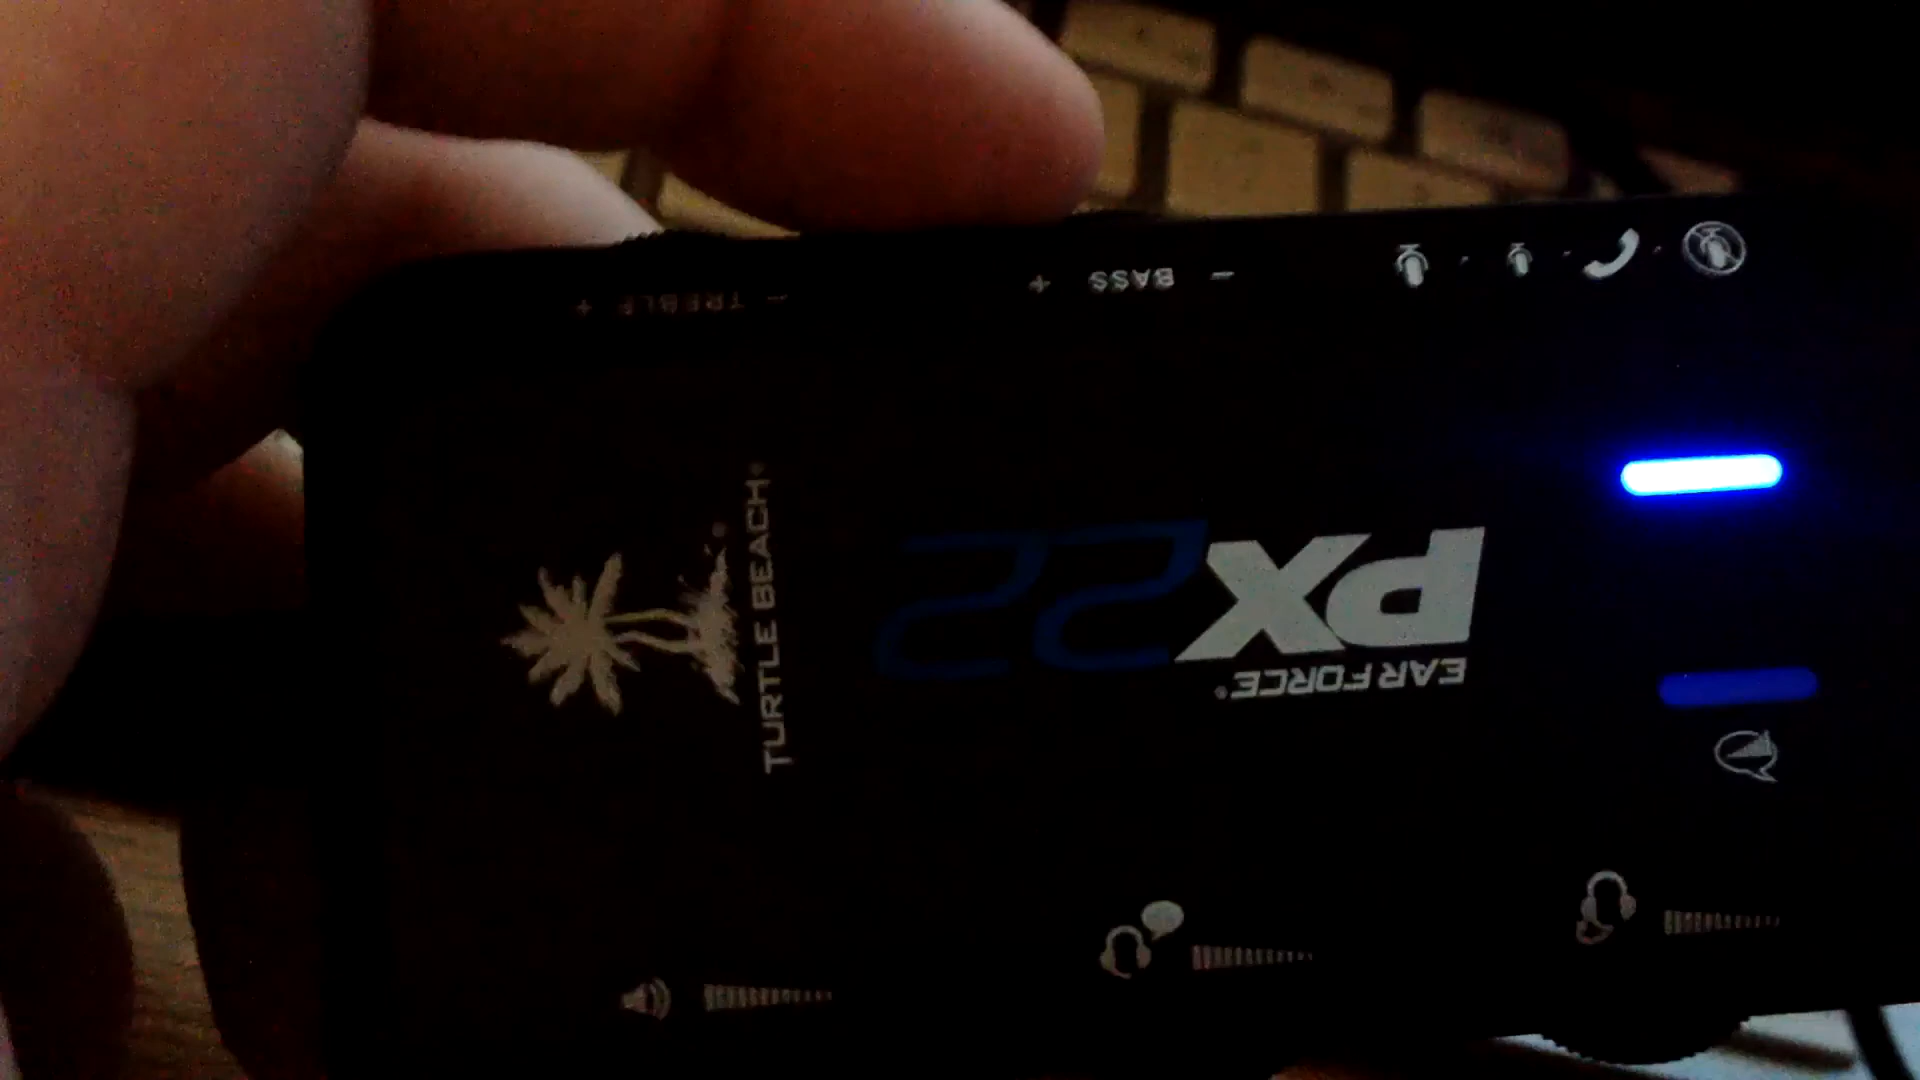 EAR FORCE®
PX22
TURTLE BEACH®
− BASS +
− TREBLE +